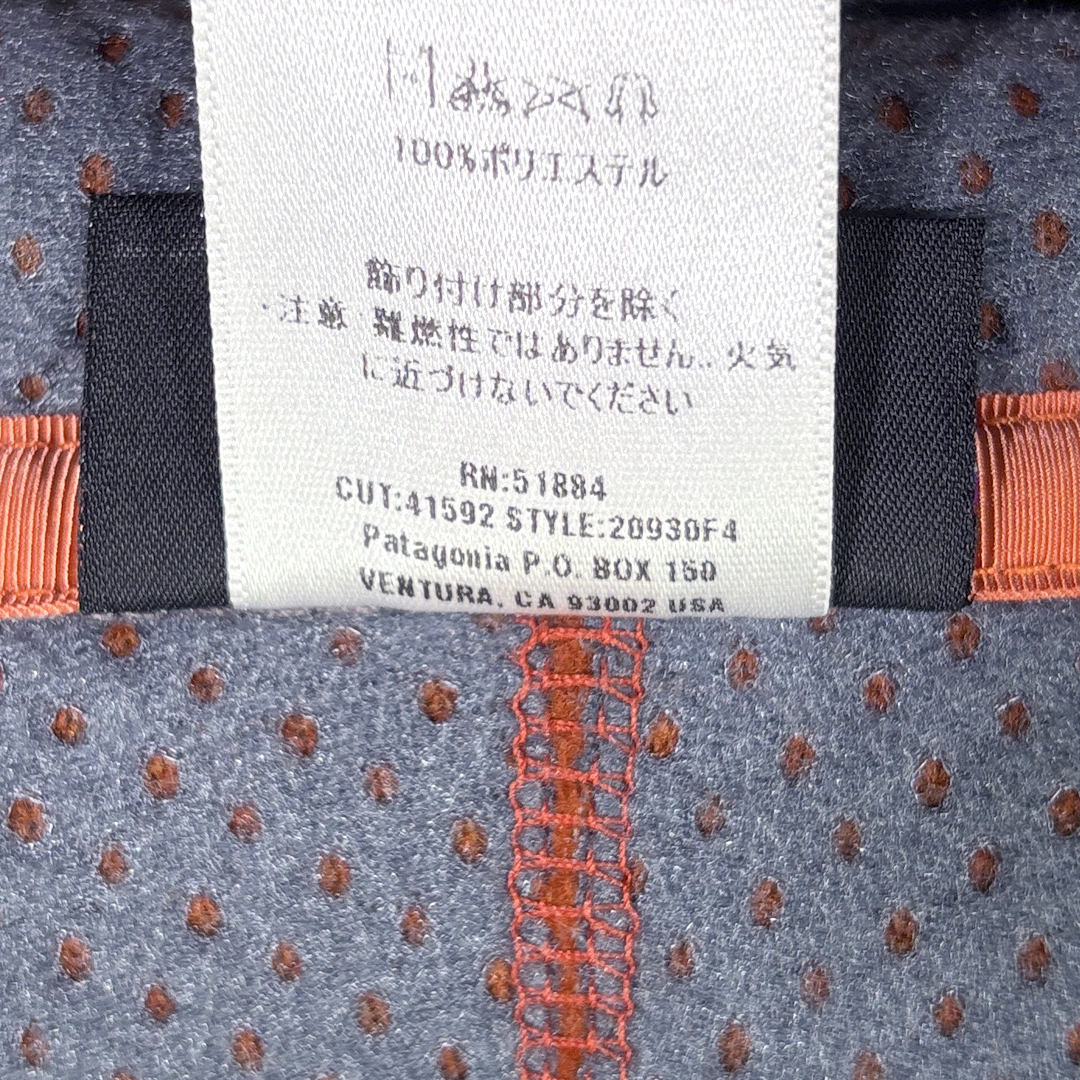 100%ポリエステル
飾り付け部分を除く
・注意 難燃性ではありません.. 火気
に近づけないでください
RN:51884
CUT:41592 STYLE:20930F4
Patagonia P.O. BOX 150
VENTURA, CA 93002 USA